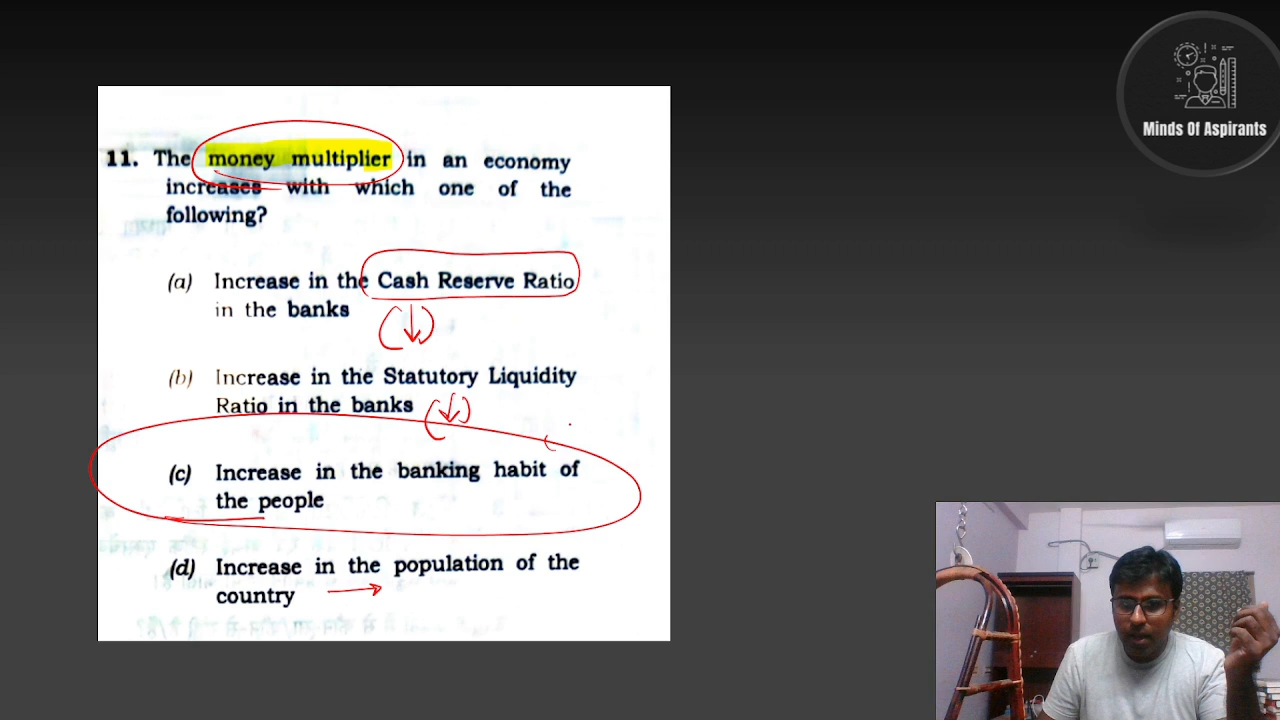 Minds Of Aspirants
11. The money multiplier in an economy
increases with which one of the
following?
(a) Increase in the Cash Reserve Ratio
in the banks
(b) Increase in the Statutory Liquidity
Ratio in the banks
(c) Increase in the banking habit of
the people
(d) Increase in the population of the
country